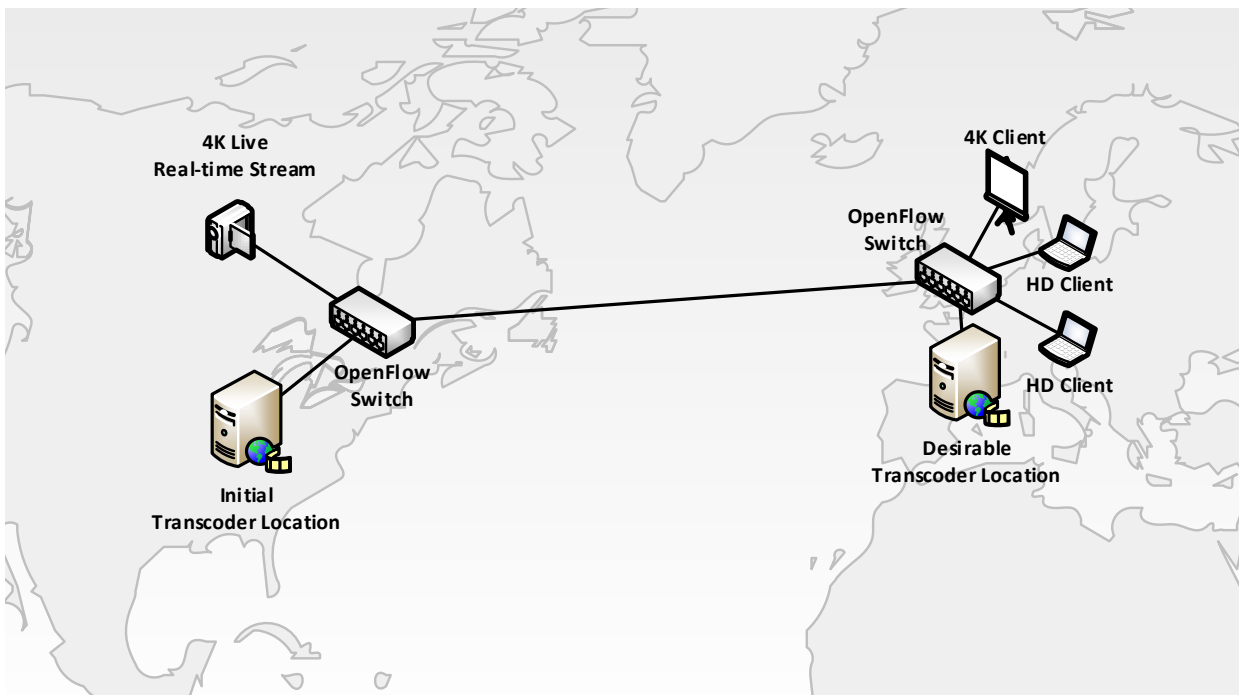 4K Live
Real-time Stream
4K Client
OpenFlow
Switch
HD Client
OpenFlow
Switch
HD Client
Desirable
Transcoder Location
Initial
Transcoder Location